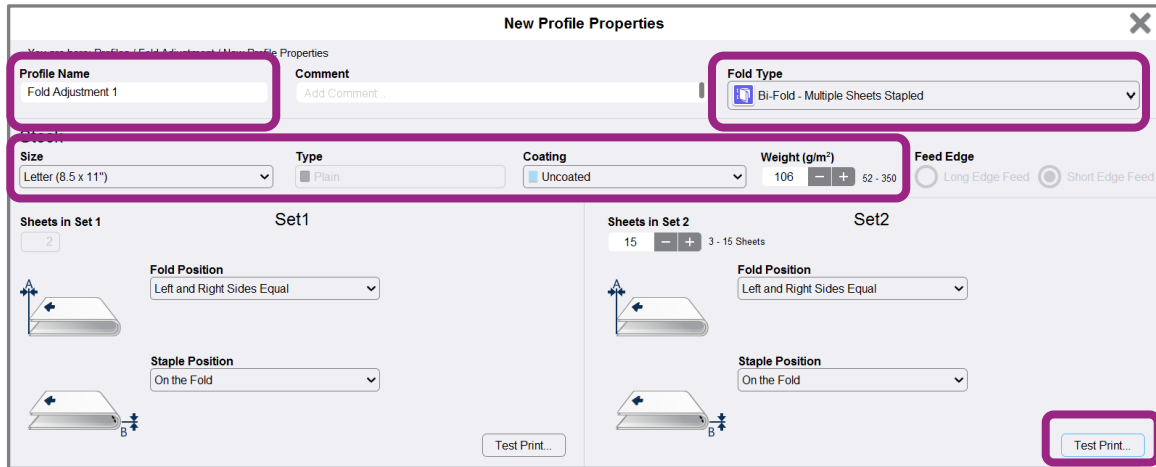 New Profile Properties
You are here: Profiles / Fold Adjustment / New Profile Properties
Profile Name
Comment
Fold Type
Fold Adjustment 1
Add Comment...
Bi-Fold - Multiple Sheets Stapled
Stock
Size
Type
Coating
Weight (g/m²)
Feed Edge
Letter (8.5 x 11")
Plain
Uncoated
106
52 - 350
Long Edge Feed
Short Edge Feed
Sheets in Set 1
Set1
2
Fold Position
Left and Right Sides Equal
A
Staple Position
On the Fold
B
Test Print...
Sheets in Set 2
Set2
15
3 - 15 Sheets
Fold Position
Left and Right Sides Equal
A
Staple Position
On the Fold
B
Test Print...